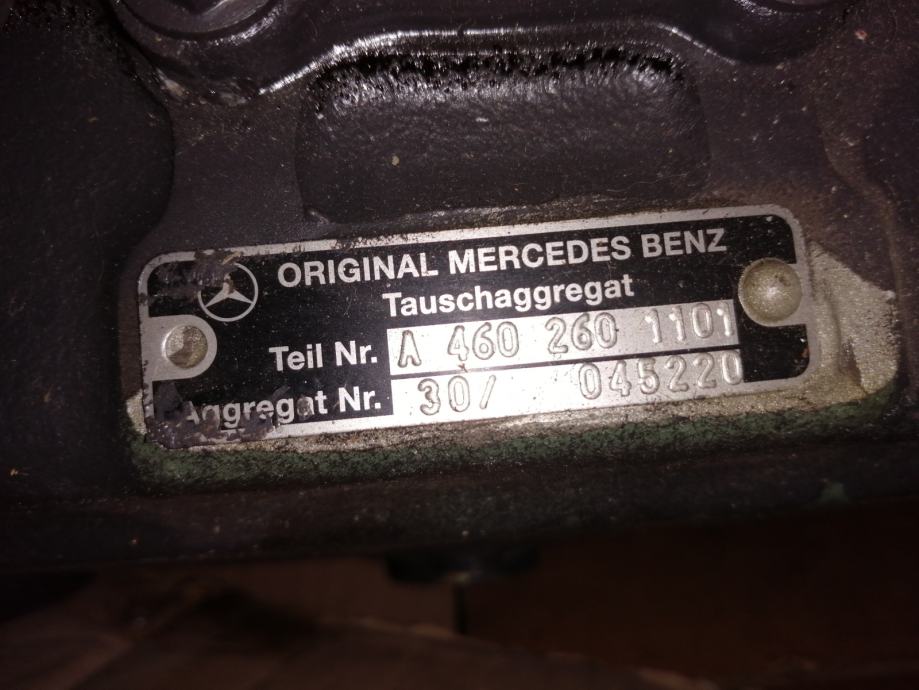 ORIGINAL MERCEDES BENZ
Tauschaggregat
Teil Nr. A 460 260 1101
Aggregat Nr. 30/ 045220